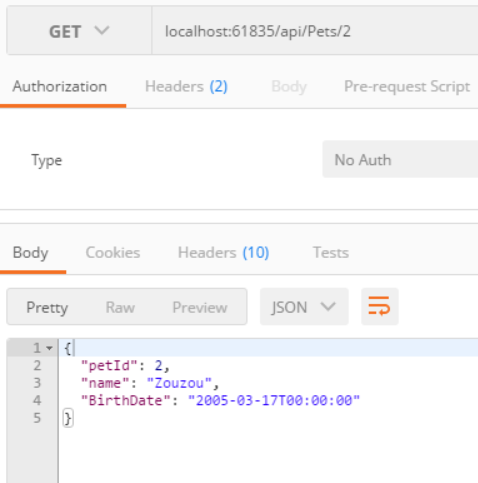 GET localhost:61835/api/Pets/2
Authorization Headers (2) Body Pre-request Script
Type No Auth
Body Cookies Headers (10) Tests
Pretty Raw Preview JSON
1 {
2 "petId": 2,
3 "name": "Zouzou",
4 "BirthDate": "2005-03-17T00:00:00"
5 }